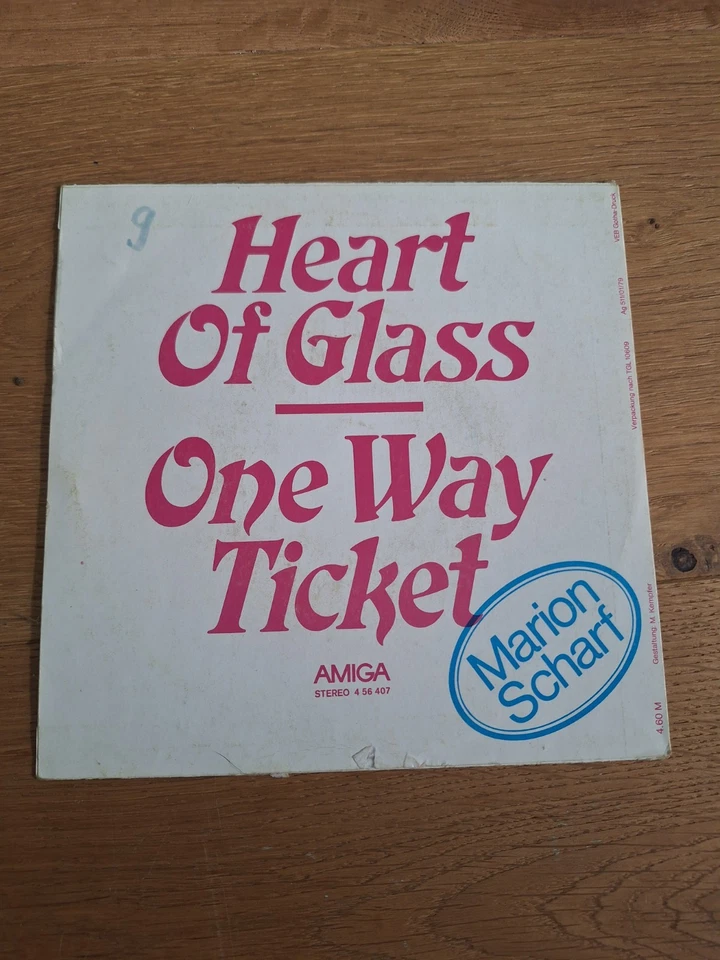 9
Heart
Of Glass
One Way
Ticket
AMIGA
STEREO 4 56 407
Marion
Scharf
VEB Gotha-Druck
Ag 511/01/79
Verpackung nach TGL 10609
Gestaltung: M. Kempfer
4,60 M